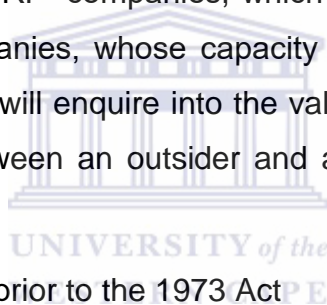 companies, which
anies, whose capacity
will enquire into the val
ween an outsider and a
UNIVERSITY of the
prior to the 1973 Act